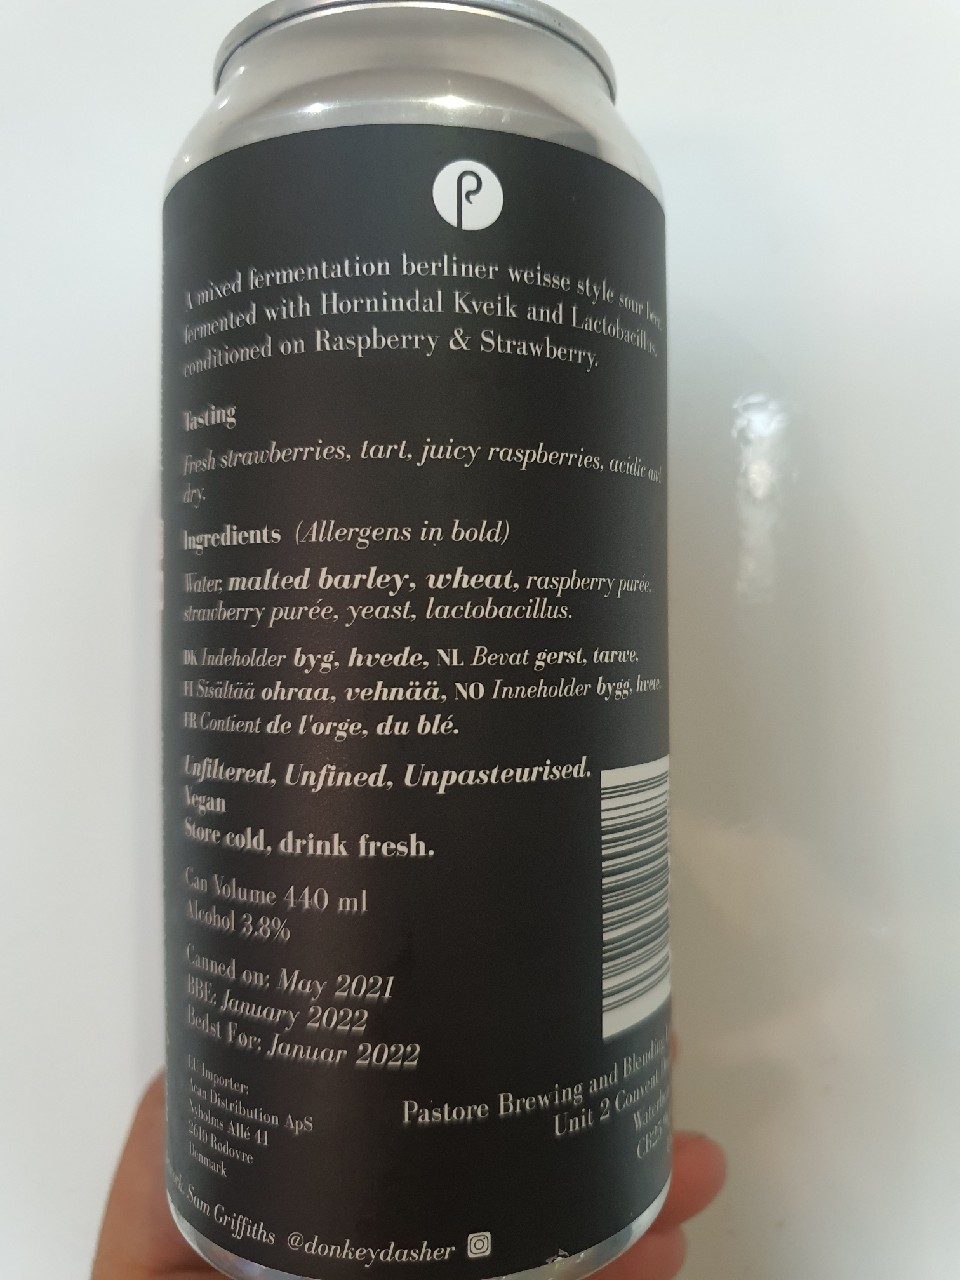 A mixed fermentation berliner weisse style sour beer,
fermented with Hornindal Kveik and Lactobacillus,
conditioned on Raspberry & Strawberry.
Tasting
Fresh strawberries, tart, juicy raspberries, acidic and
dry.
Ingredients (Allergens in bold)
Water, malted barley, wheat, raspberry purée,
strawberry purée, yeast, lactobacillus.
DK Indeholder byg, hvede, NL Bevat gerst, tarwe,
FI Sisältää ohraa, vehnää, NO Inneholder bygg, hvete,
FR Contient de l'orge, du blé.
Unfiltered, Unfined, Unpasteurised.
Vegan
Store cold, drink fresh.
Can Volume 440 ml
Alcohol 3.8%
Canned on: May 2021
BBE: January 2022
Bedst Før: Januar 2022
EU Importer:
Acan Distribution ApS
Allé 41
2610 Rødovre
Denmark
Pastore Brewing and Blending
Unit 2 Convent
Sam Griffiths @donkeydasher